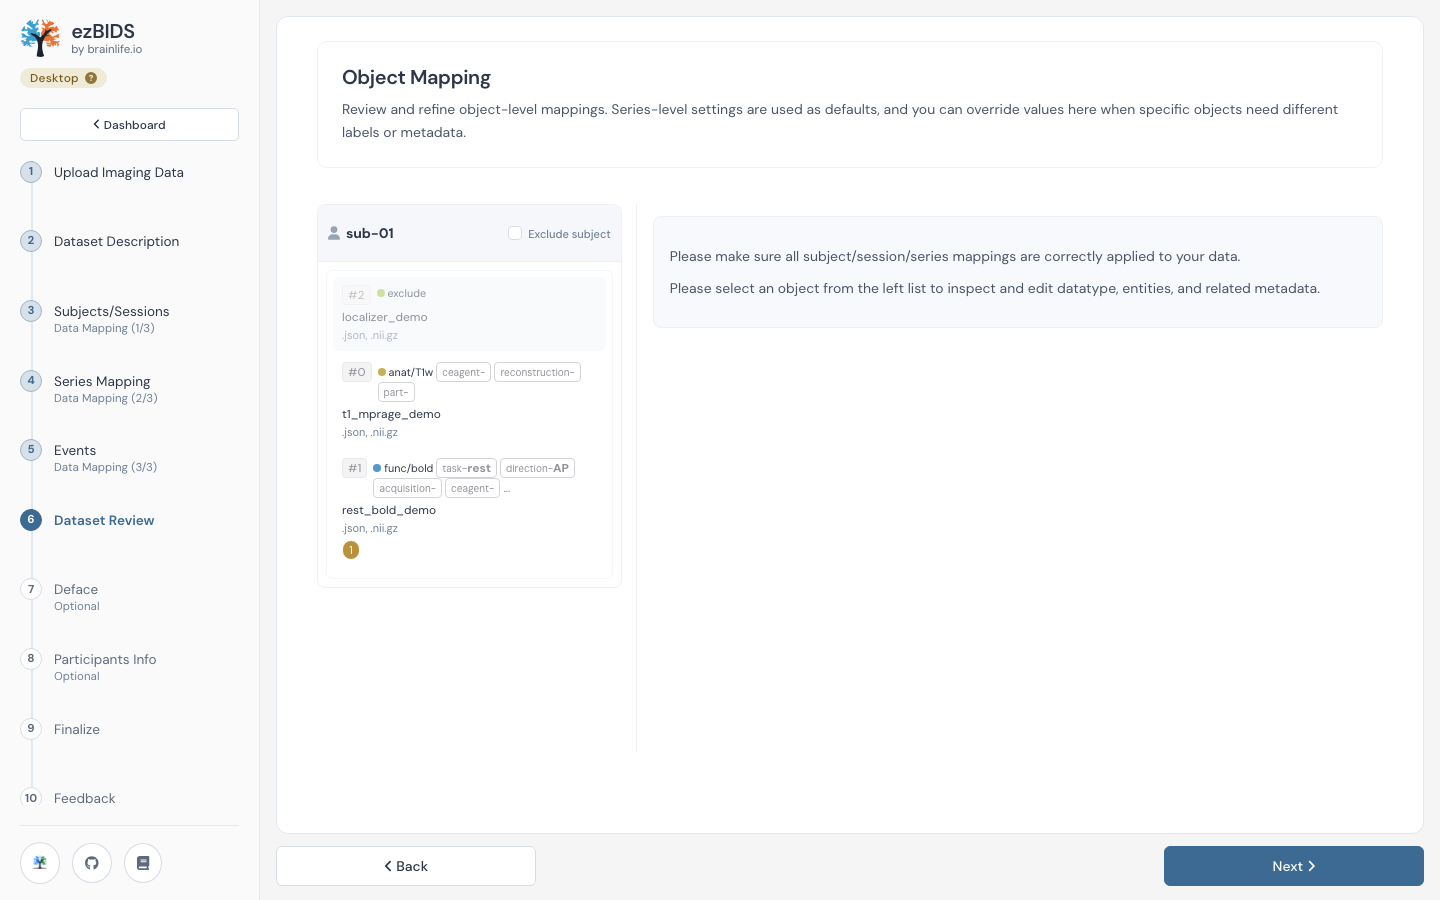 ezBIDS
by brainlife.io
Desktop ?
Dashboard
1 Upload Imaging Data
2 Dataset Description
3 Subjects/Sessions
Data Mapping (1/3)
4 Series Mapping
Data Mapping (2/3)
5 Events
Data Mapping (3/3)
6 Dataset Review
7 Deface
Optional
8 Participants Info
Optional
9 Finalize
10 Feedback
Object Mapping
Review and refine object-level mappings. Series-level settings are used as defaults, and you can override values here when specific objects need different
labels or metadata.
sub-01 Exclude subject
#2 exclude
localizer_demo
.json, .nii.gz
#0 anat/T1w ceagent- reconstruction-
part-
t1_mprage_demo
.json, .nii.gz
#1 func/bold task-rest direction-AP
acquisition- ceagent- ...
rest_bold_demo
.json, .nii.gz
1
Please make sure all subject/session/series mappings are correctly applied to your data.
Please select an object from the left list to inspect and edit datatype, entities, and related metadata.
Back
Next